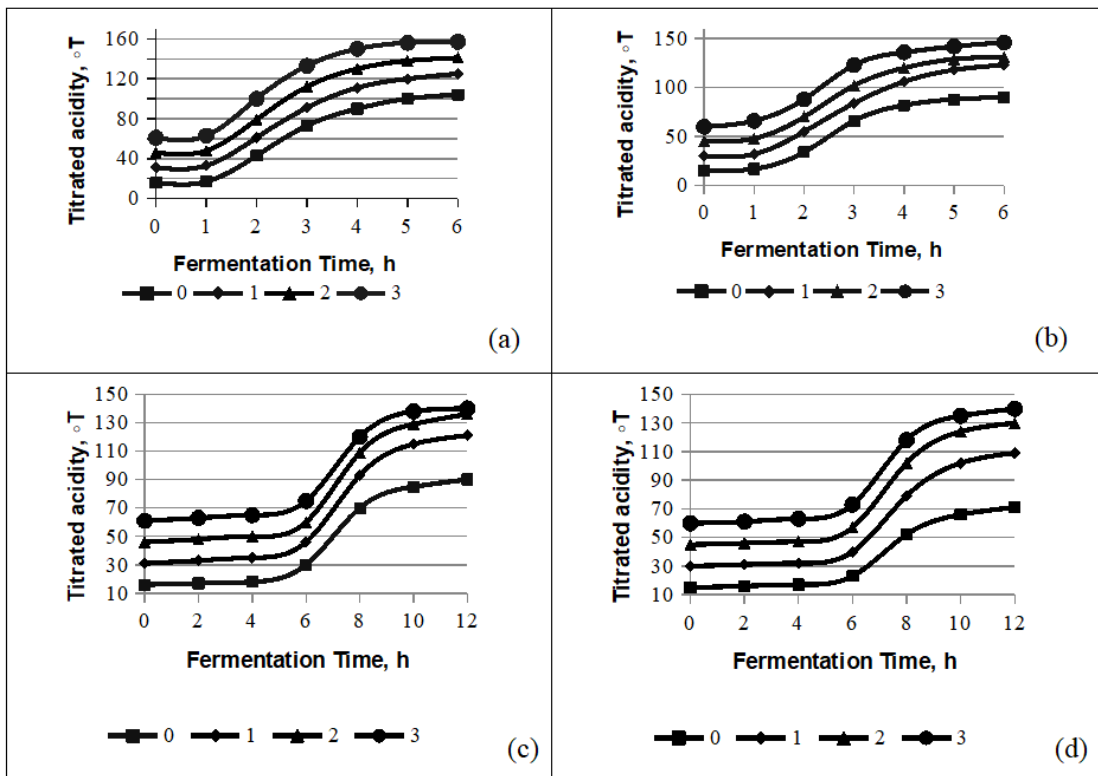 Titrated acidity, °T
160
120
80
40
0
0 1 2 3 4 5 6
Fermentation Time, h
0 1 2 3
(a)
Titrated acidity, °T
150
100
50
0
0 1 2 3 4 5 6
Fermentation Time, h
0 1 2 3
(b)
Titrated acidity, °T
150
130
110
90
70
50
30
10
0 2 4 6 8 10 12
Fermentation Time, h
0 1 2 3
(c)
Titrated acidity, °T
150
130
110
90
70
50
30
10
0 2 4 6 8 10 12
Fermentation Time, h
0 1 2 3
(d)